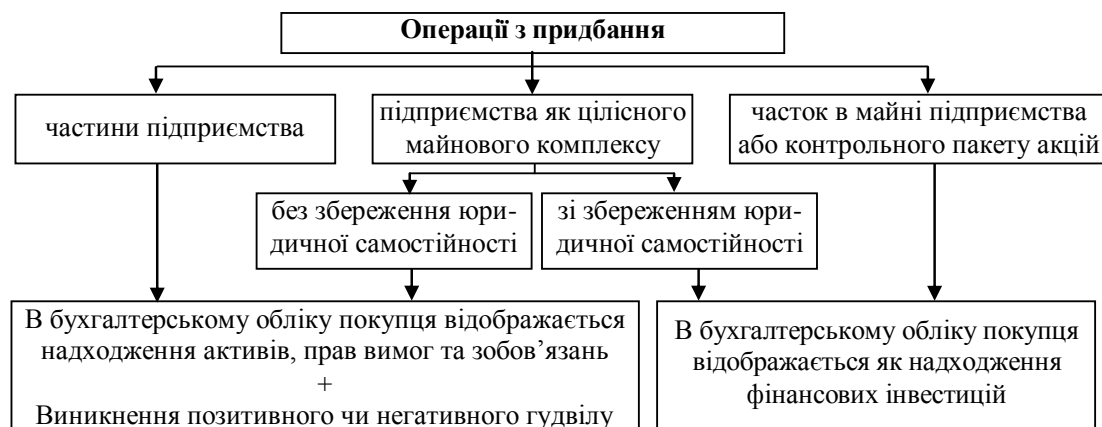 Операції з придбання
частини підприємства
підприємства як цілісного
майнового комплексу
часток в майні підприємства
або контрольного пакету акцій
без збереження юри-
дичної самостійності
зі збереженням юри-
дичної самостійності
В бухгалтерському обліку покупця відображається
надходження активів, прав вимог та зобов’язань
+
Виникнення позитивного чи негативного гудвілу
В бухгалтерському обліку покупця
відображається як надходження
фінансових інвестицій